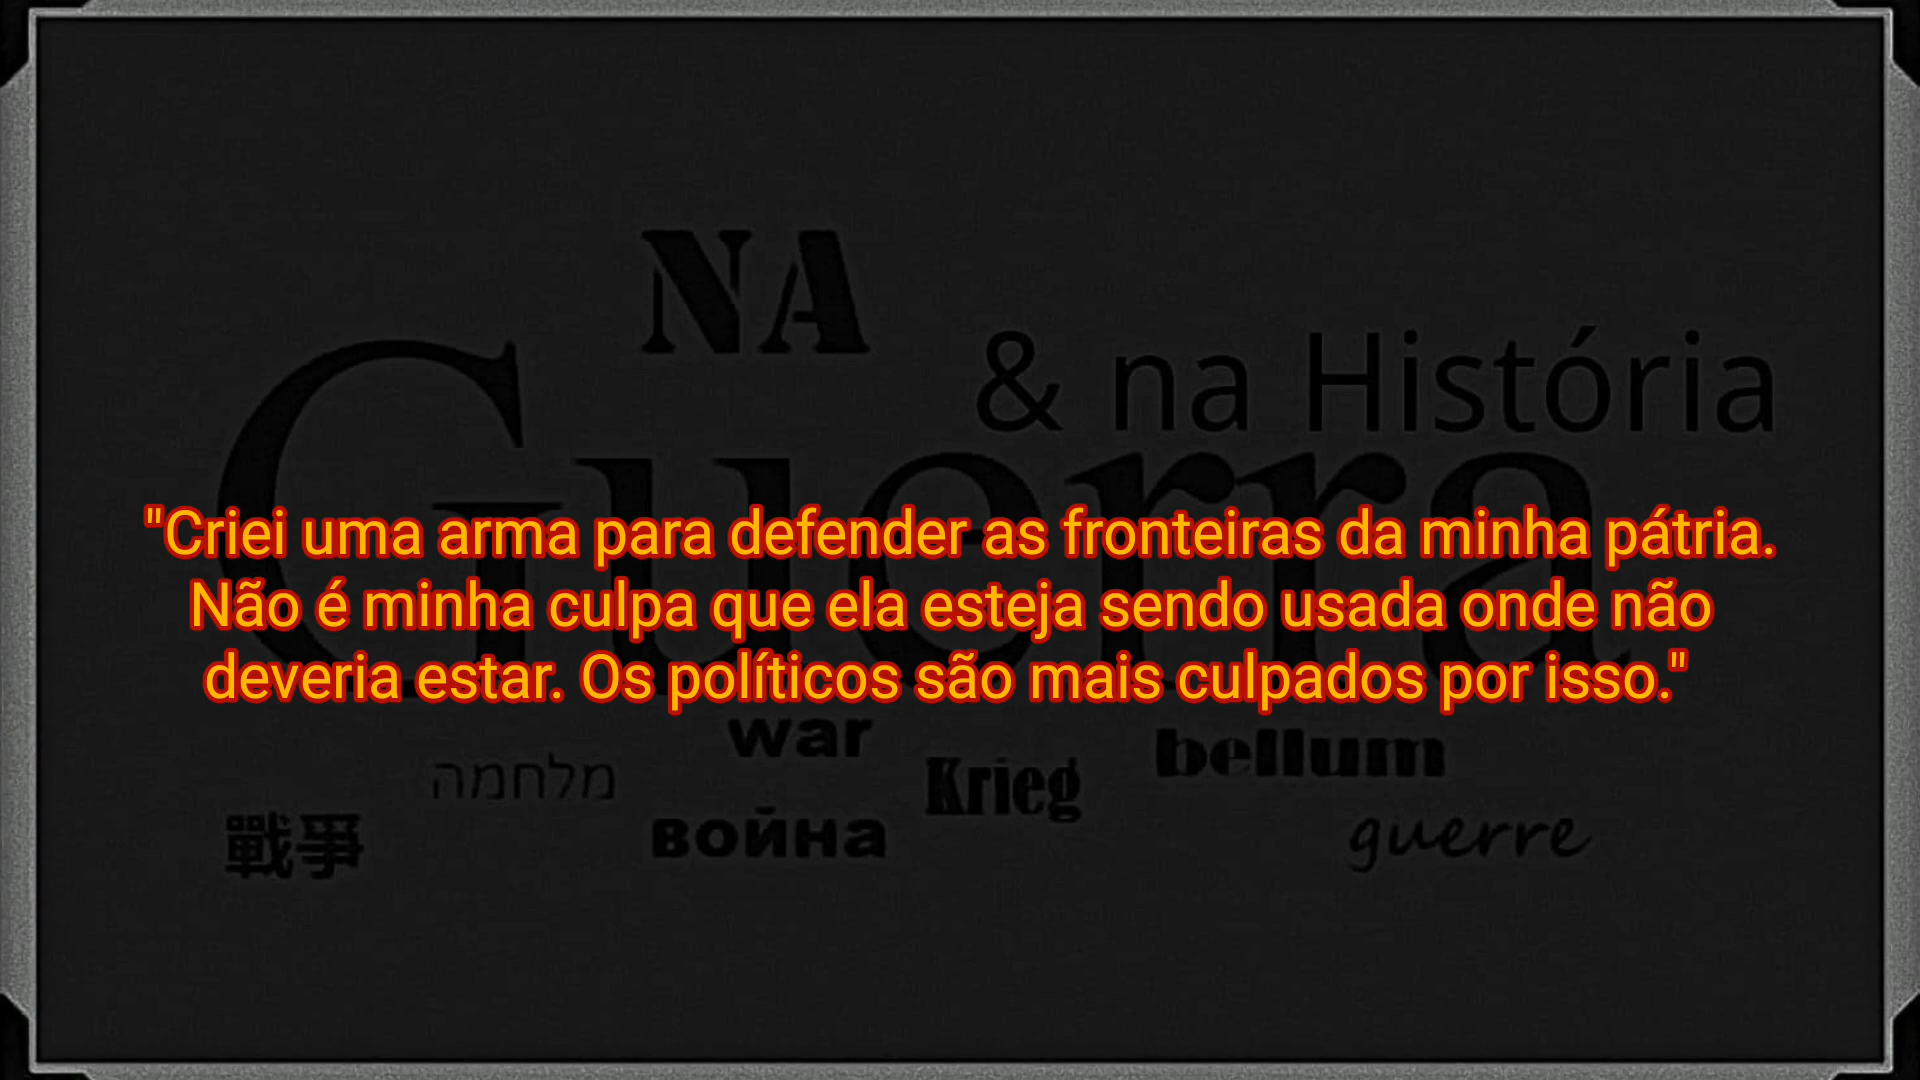 NA
& na História
Guerra
"Criei uma arma para defender as fronteiras da minha pátria.
Não é minha culpa que ela esteja sendo usada onde não
deveria estar. Os políticos são mais culpados por isso."
war
bellum
מלחמה
Krieg
戰爭
война
guerre